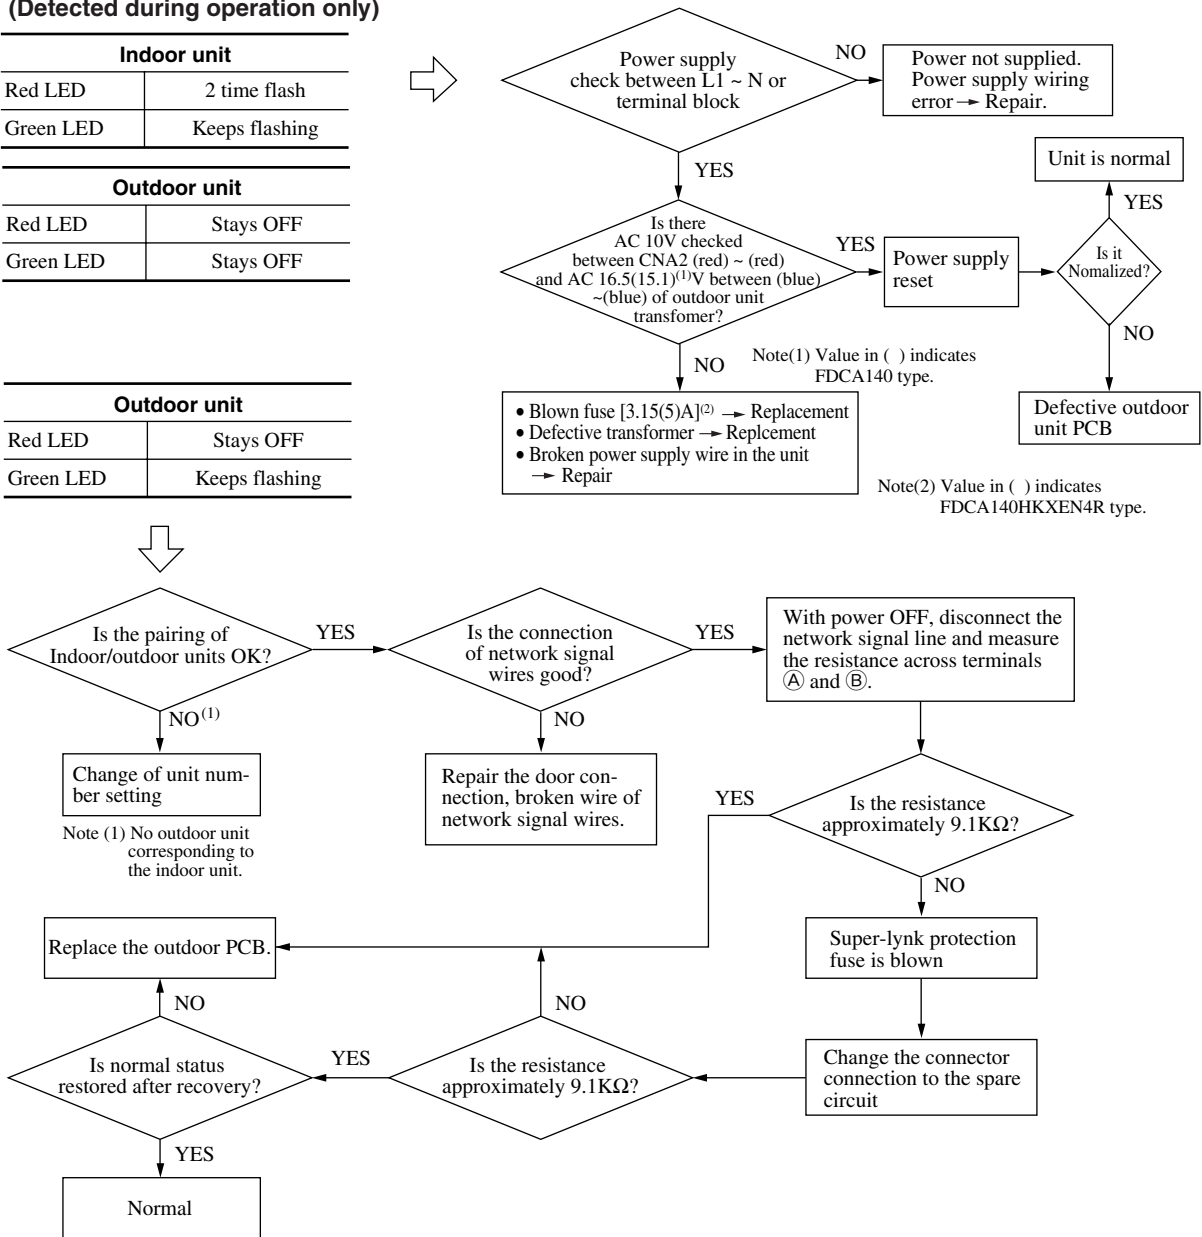 (Detected during operation only)
Indoor unit
Red LED 2 time flash
Green LED Keeps flashing
Outdoor unit
Red LED Stays OFF
Green LED Stays OFF
Power supply
check between L1 ~ N or
terminal block
NO
Power not supplied.
Power supply wiring
error → Repair.
YES
Is there
AC 10V checked
between CNA2 (red) ~ (red)
and AC 16.5(15.1)(1)V between (blue)
~(blue) of outdoor unit
transfomer?
YES
Power supply
reset
Is it
Nomalized?
YES
Unit is normal
NO
Defective outdoor
unit PCB
NO
Note(1) Value in ( ) indicates
FDCA140 type.
• Blown fuse [3.15(5)A](2) → Replacement
• Defective transformer → Replcement
• Broken power supply wire in the unit
→ Repair
Note(2) Value in ( ) indicates
FDCA140HKXEN4R type.
Outdoor unit
Red LED Stays OFF
Green LED Keeps flashing
Is the pairing of
Indoor/outdoor units OK?
YES
NO(1)
Change of unit num-
ber setting
Note (1) No outdoor unit
corresponding to
the indoor unit.
Is the connection
of network signal
wires good?
YES
NO
Repair the door con-
nection, broken wire of
network signal wires.
With power OFF, disconnect the
network signal line and measure
the resistance across terminals
Ⓐ and Ⓑ.
Is the resistance
approximately 9.1KΩ?
YES
NO
Super-lynk protection
fuse is blown
Change the connector
connection to the spare
circuit
Is the resistance
approximately 9.1KΩ?
NO
YES
Replace the outdoor PCB.
NO
Is normal status
restored after recovery?
YES
Normal